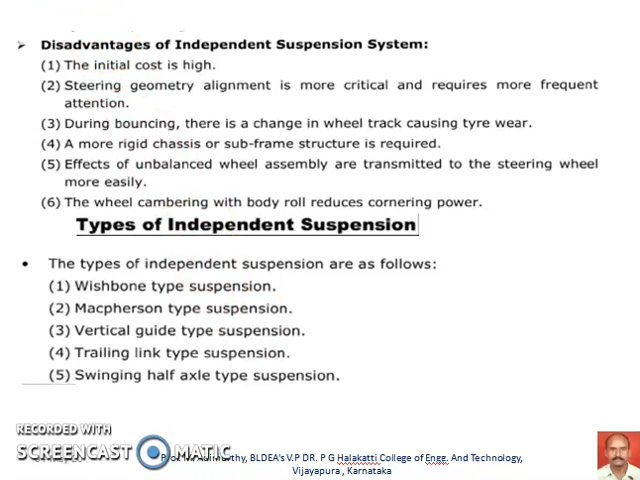 ➢ Disadvantages of Independent Suspension System:
(1) The initial cost is high.
(2) Steering geometry alignment is more critical and requires more frequent
attention.
(3) During bouncing, there is a change in wheel track causing tyre wear.
(4) A more rigid chassis or sub-frame structure is required.
(5) Effects of unbalanced wheel assembly are transmitted to the steering wheel
more easily.
(6) The wheel cambering with body roll reduces cornering power.
Types of Independent Suspension
• The types of independent suspension are as follows:
(1) Wishbone type suspension.
(2) Macpherson type suspension.
(3) Vertical guide type suspension.
(4) Trailing link type suspension.
(5) Swinging half axle type suspension.
RECORDED WITH
SCREENCAST MATIC
BLDEA's V.P DR. P G Halakatti College of Engg. And Technology,
Vijayapura , Karnataka